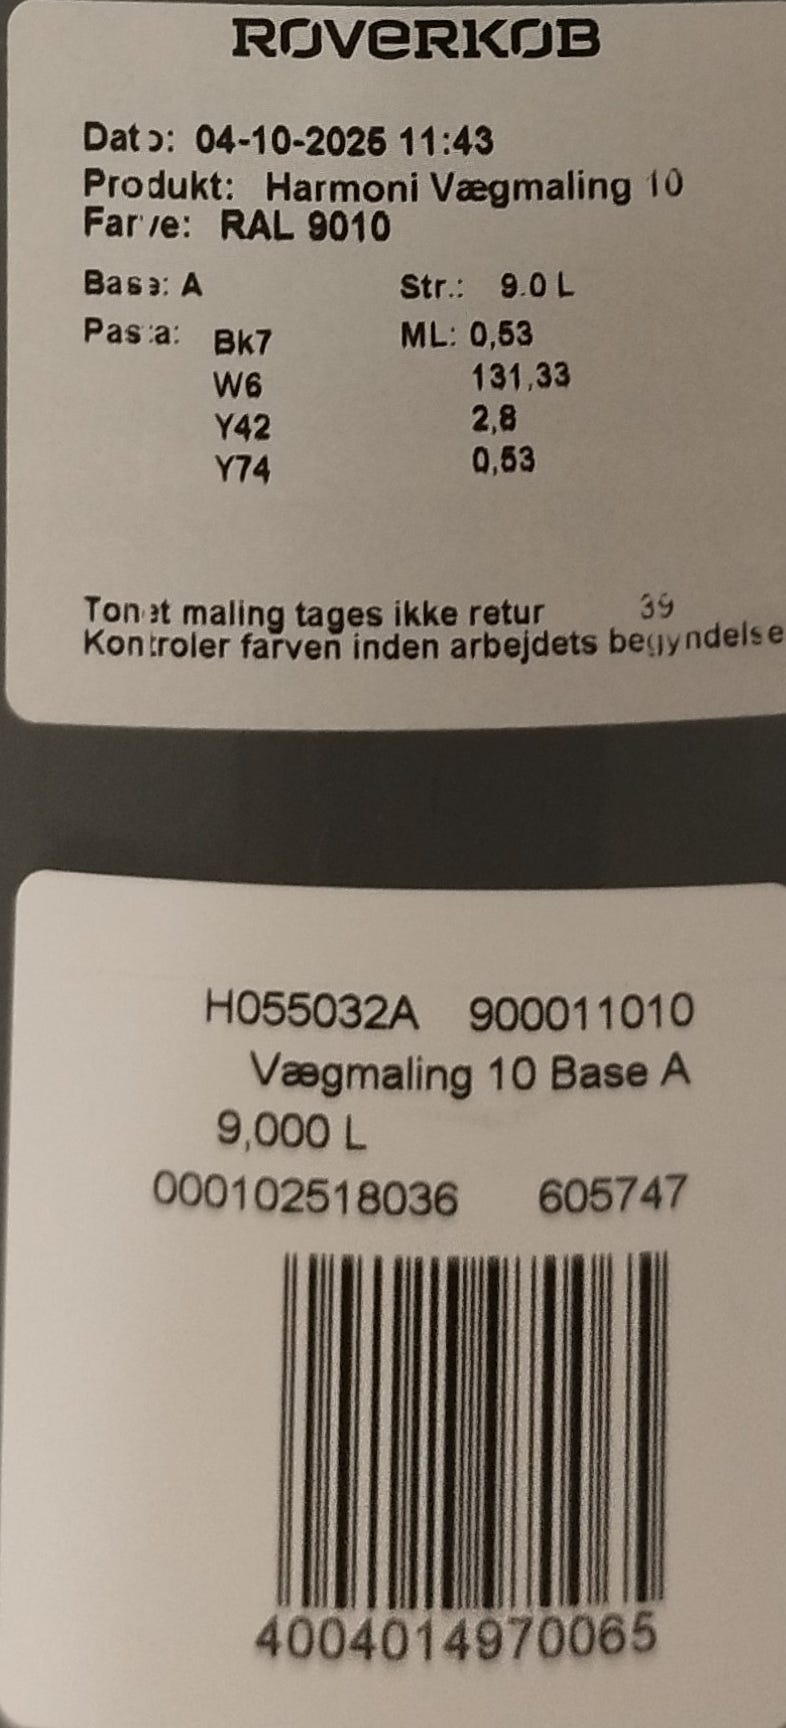 ROVERKØB
Dato: 04-10-2025 11:43
Produkt: Harmoni Vægmaling 10
Farve: RAL 9010
Base: A Str.: 9.0 L
Pasta: Bk7 ML: 0,53
W6 131,33
Y42 2,8
Y74 0,53
Tonet maling tages ikke retur 39
Kontroler farven inden arbejdets begyndelse
H055032A 900011010
Vægmaling 10 Base A
9,000 L
000102518036 605747
4004014970065